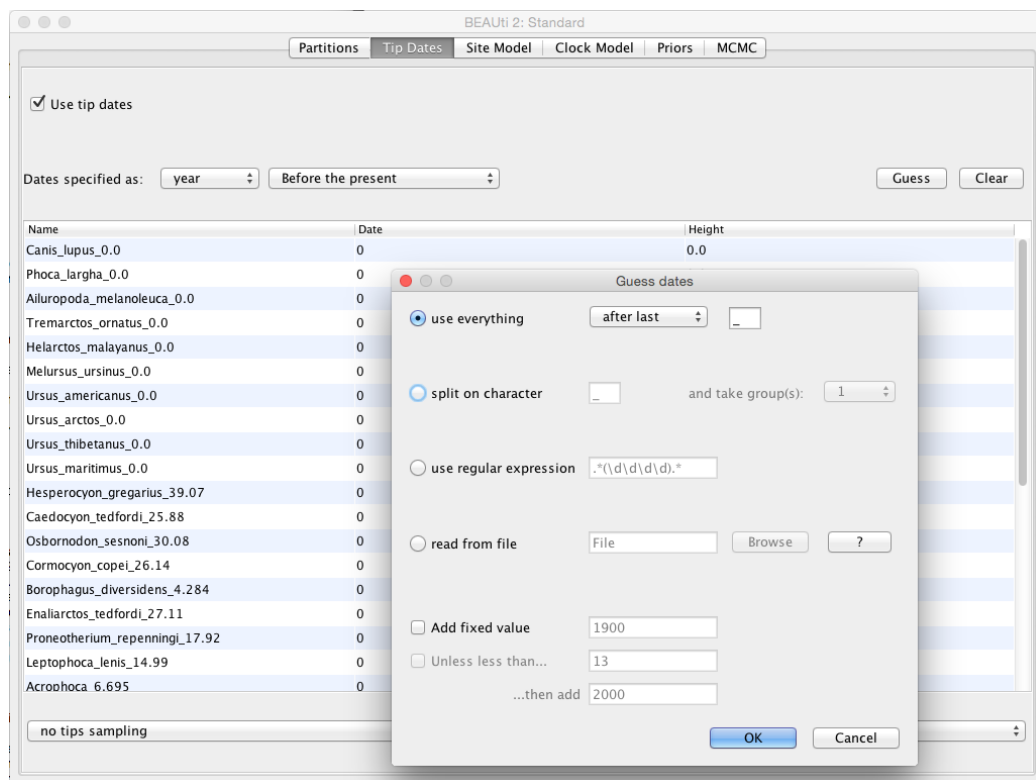 BEAUti 2: Standard
Partitions Tip Dates Site Model Clock Model Priors MCMC
Use tip dates
Dates specified as: year Before the present Guess Clear
Name Date Height
Canis_lupus_0.0 0 0.0
Phoca_largha_0.0 0
Ailuropoda_melanoleuca_0.0 0
Tremarctos_ornatus_0.0 0
Helarctos_malayanus_0.0 0
Melursus_ursinus_0.0 0
Ursus_americanus_0.0 0
Ursus_arctos_0.0 0
Ursus_thibetanus_0.0 0
Ursus_maritimus_0.0 0
Hesperocyon_gregarius_39.07 0
Caedocyon_tedfordi_25.88 0
Osbornodon_sesnoni_30.08 0
Cormocyon_copei_26.14 0
Borophagus_diversidens_4.284 0
Enaliarctos_tedfordi_27.11 0
Proneotherium_repenningi_17.92 0
Leptophoca_lenis_14.99 0
Acrophoca_6.695 0
no tips sampling
Guess dates
use everything after last _
split on character _ and take group(s): 1
use regular expression .*(\d\d\d\d).*
read from file File Browse ?
Add fixed value 1900
Unless less than... 13
...then add 2000
OK Cancel